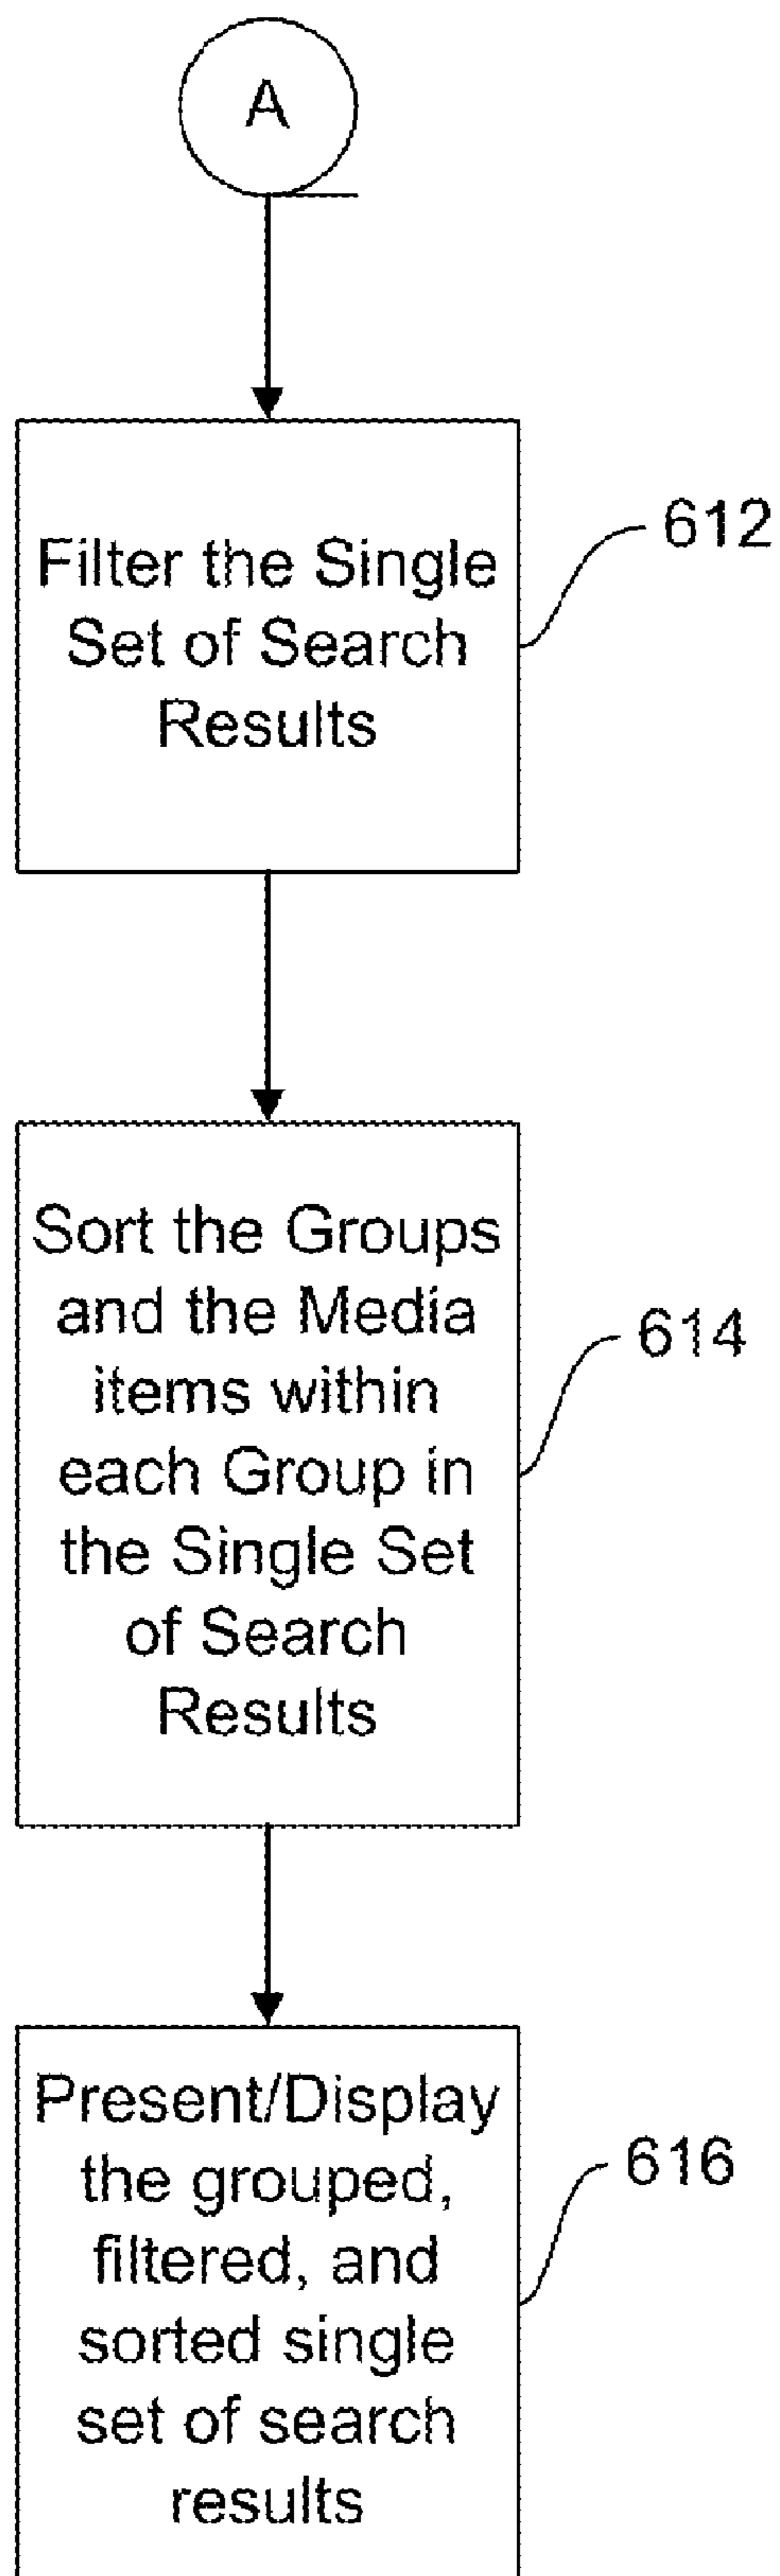 A
Filter the Single
Set of Search
Results
612
Sort the Groups
and the Media
items within
each Group in
the Single Set
of Search
Results
614
Present/Display
the grouped,
filtered, and
sorted single
set of search
results
616